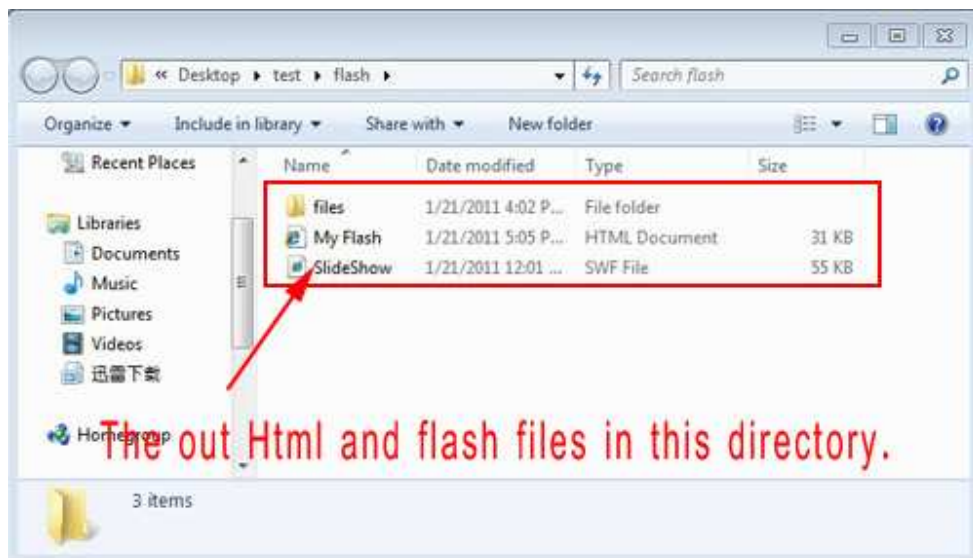 « Desktop ▸ test ▸ flash ▸ Search flash
Organize Include in library Share with New folder
Recent Places
Libraries
Documents
Music
Pictures
Videos
迅雷下载
Homegroup
Name Date modified Type Size
files 1/21/2011 4:02 P... File folder
My Flash 1/21/2011 5:05 P... HTML Document 31 KB
SlideShow 1/21/2011 12:01 ... SWF File 55 KB
The out Html and flash files in this directory.
3 items